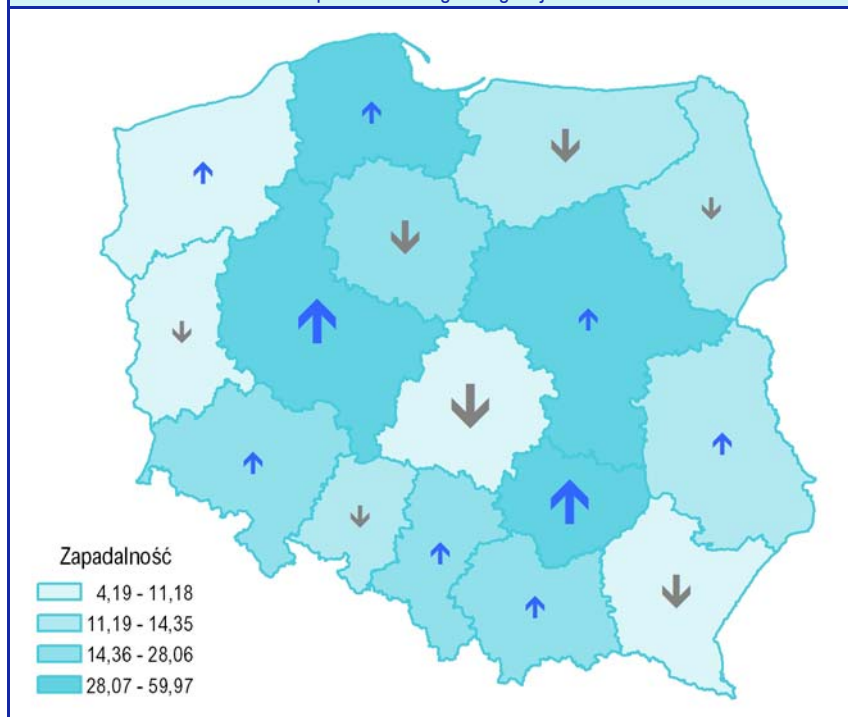 Zapadalność
4,19 - 11,18
11,19 - 14,35
14,36 - 28,06
28,07 - 59,97